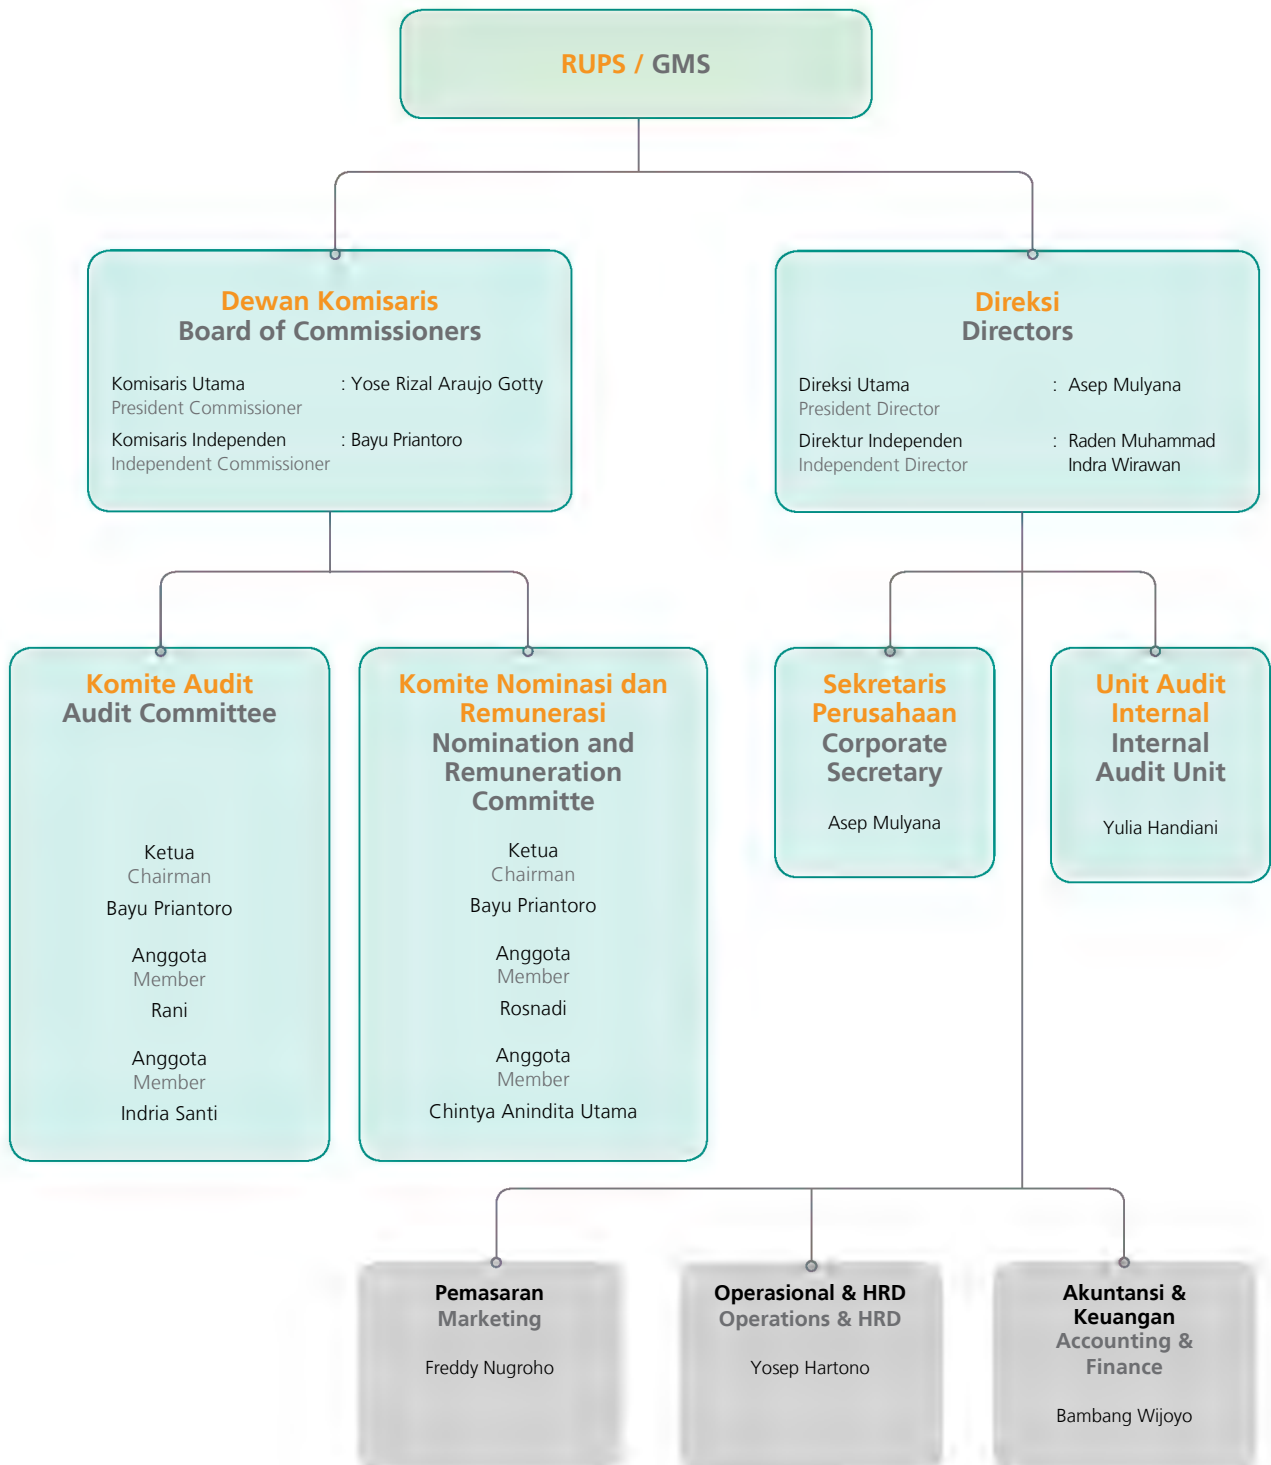 RUPS / GMS
Dewan Komisaris
Board of Commissioners
Komisaris Utama : Yose Rizal Araujo Gotty
President Commissioner
Komisaris Independen : Bayu Priantoro
Independent Commissioner
Direksi
Directors
Direksi Utama : Asep Mulyana
President Director
Direktur Independen : Raden Muhammad
Independent Director Indra Wirawan
Komite Audit
Audit Committee
Ketua
Chairman
Bayu Priantoro
Anggota
Member
Rani
Anggota
Member
Indria Santi
Komite Nominasi dan
Remunerasi
Nomination and
Remuneration
Committe
Ketua
Chairman
Bayu Priantoro
Anggota
Member
Rosnadi
Anggota
Member
Chintya Anindita Utama
Sekretaris
Perusahaan
Corporate
Secretary
Asep Mulyana
Unit Audit
Internal
Internal
Audit Unit
Yulia Handiani
Pemasaran
Marketing
Freddy Nugroho
Operasional & HRD
Operations & HRD
Yosep Hartono
Akuntansi &
Keuangan
Accounting &
Finance
Bambang Wijoyo